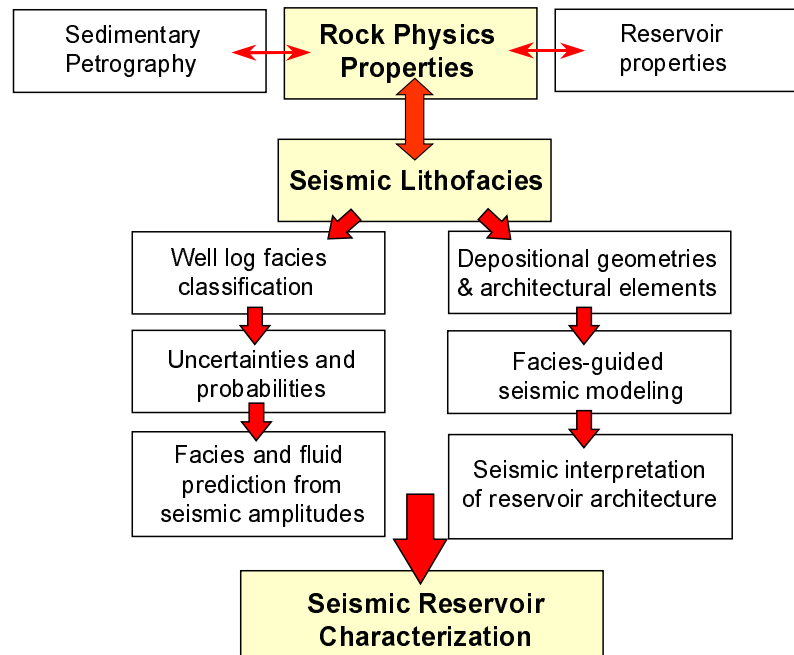 Sedimentary
Petrography
Rock Physics
Properties
Reservoir
properties
Seismic Lithofacies
Well log facies
classification
Depositional geometries
& architectural elements
Uncertainties and
probabilities
Facies-guided
seismic modeling
Facies and fluid
prediction from
seismic amplitudes
Seismic interpretation
of reservoir architecture
Seismic Reservoir
Characterization